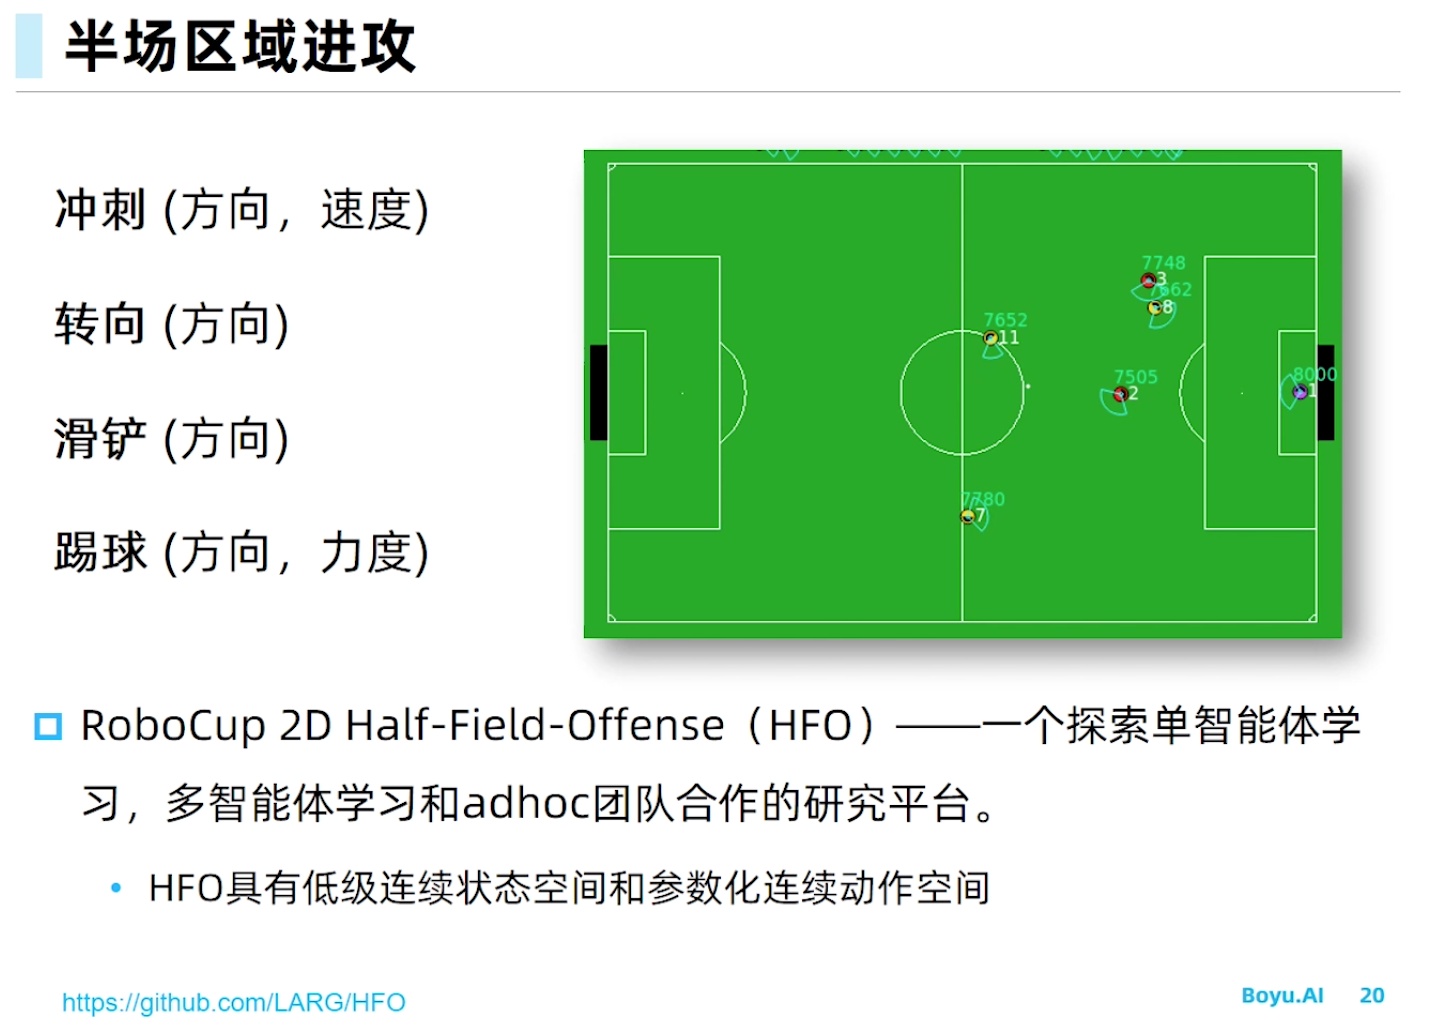 半场区域进攻
冲刺 (方向，速度)
转向 (方向)
滑铲 (方向)
踢球 (方向，力度)
7748
3
7662
8
7652
11
7505
2
8000
1
7780
7
RoboCup 2D Half-Field-Offense（HFO）——一个探索单智能体学
习，多智能体学习和adhoc团队合作的研究平台。
• HFO具有低级连续状态空间和参数化连续动作空间
https://github.com/LARG/HFO
Boyu.AI 20